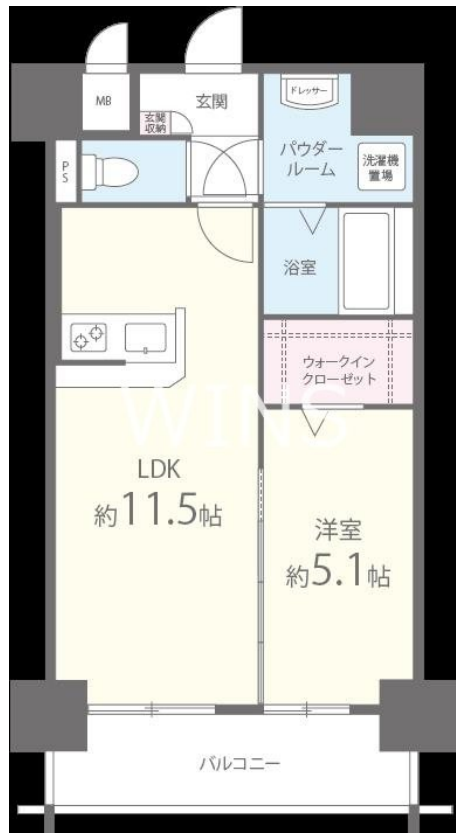 MB
玄関
ドレッサー
玄関
収納
パウダー
ルーム
洗濯機
置場
PS
浴室
ウォークイン
クローゼット
WINS
LDK
約11.5帖
洋室
約5.1帖
バルコニー